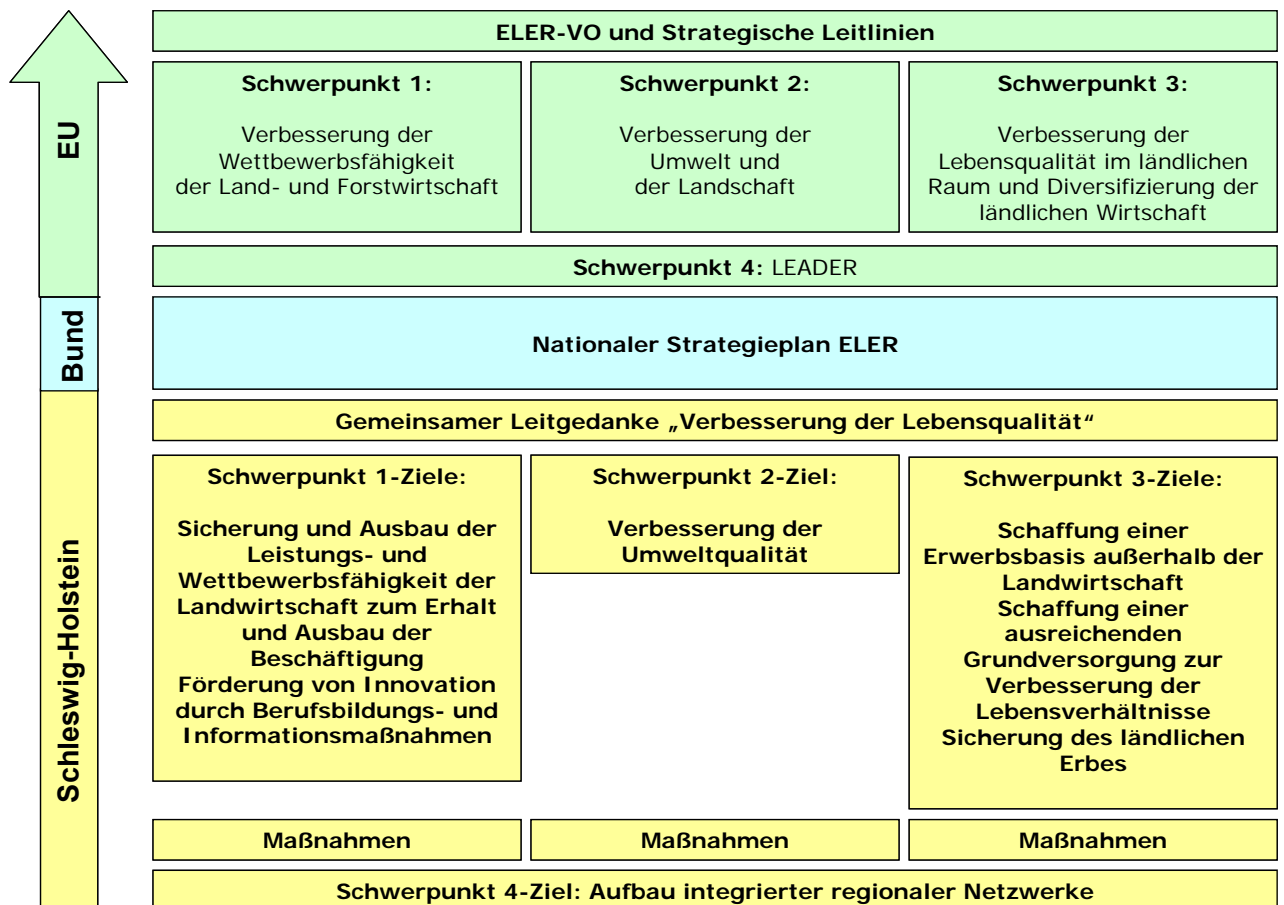 ELER-VO und Strategische Leitlinien
EU
Schwerpunkt 1:
Verbesserung der
Wettbewerbsfähigkeit
der Land- und Forstwirtschaft
Schwerpunkt 2:
Verbesserung der
Umwelt und
der Landschaft
Schwerpunkt 3:
Verbesserung der
Lebensqualität im ländlichen
Raum und Diversifizierung der
ländlichen Wirtschaft
Schwerpunkt 4: LEADER
Bund
Nationaler Strategieplan ELER
Schleswig-Holstein
Gemeinsamer Leitgedanke „Verbesserung der Lebensqualität“
Schwerpunkt 1-Ziele:
Sicherung und Ausbau der
Leistungs- und
Wettbewerbsfähigkeit der
Landwirtschaft zum Erhalt
und Ausbau der
Beschäftigung
Förderung von Innovation
durch Berufsbildungs- und
Informationsmaßnahmen
Schwerpunkt 2-Ziel:
Verbesserung der
Umweltqualität
Schwerpunkt 3-Ziele:
Schaffung einer
Erwerbsbasis außerhalb der
Landwirtschaft
Schaffung einer
ausreichenden
Grundversorgung zur
Verbesserung der
Lebensverhältnisse
Sicherung des ländlichen
Erbes
Maßnahmen
Maßnahmen
Maßnahmen
Schwerpunkt 4-Ziel: Aufbau integrierter regionaler Netzwerke